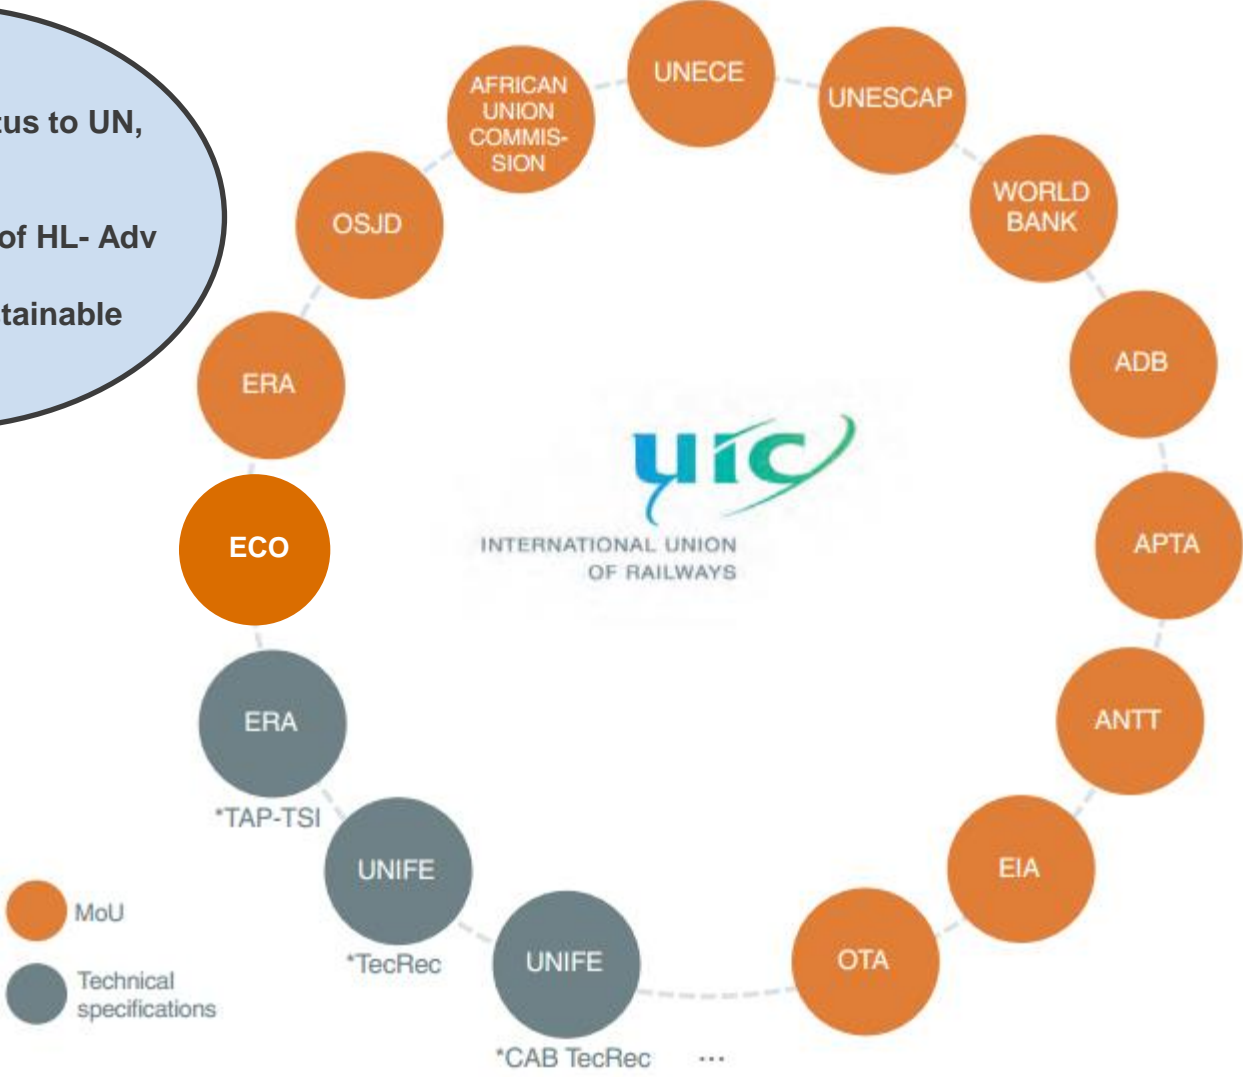 tus to UN,
of HL- Adv
tainable
UNECE
UNESCAP
WORLD
BANK
ADB
APTA
ANTT
EIA
OTA
...
UNIFE
*CAB TecRec
UNIFE
*TecRec
ERA
*TAP-TSI
ECO
ERA
OSJD
AFRICAN
UNION
COMMIS-
SION
uic
INTERNATIONAL UNION
OF RAILWAYS
MoU
Technical
specifications